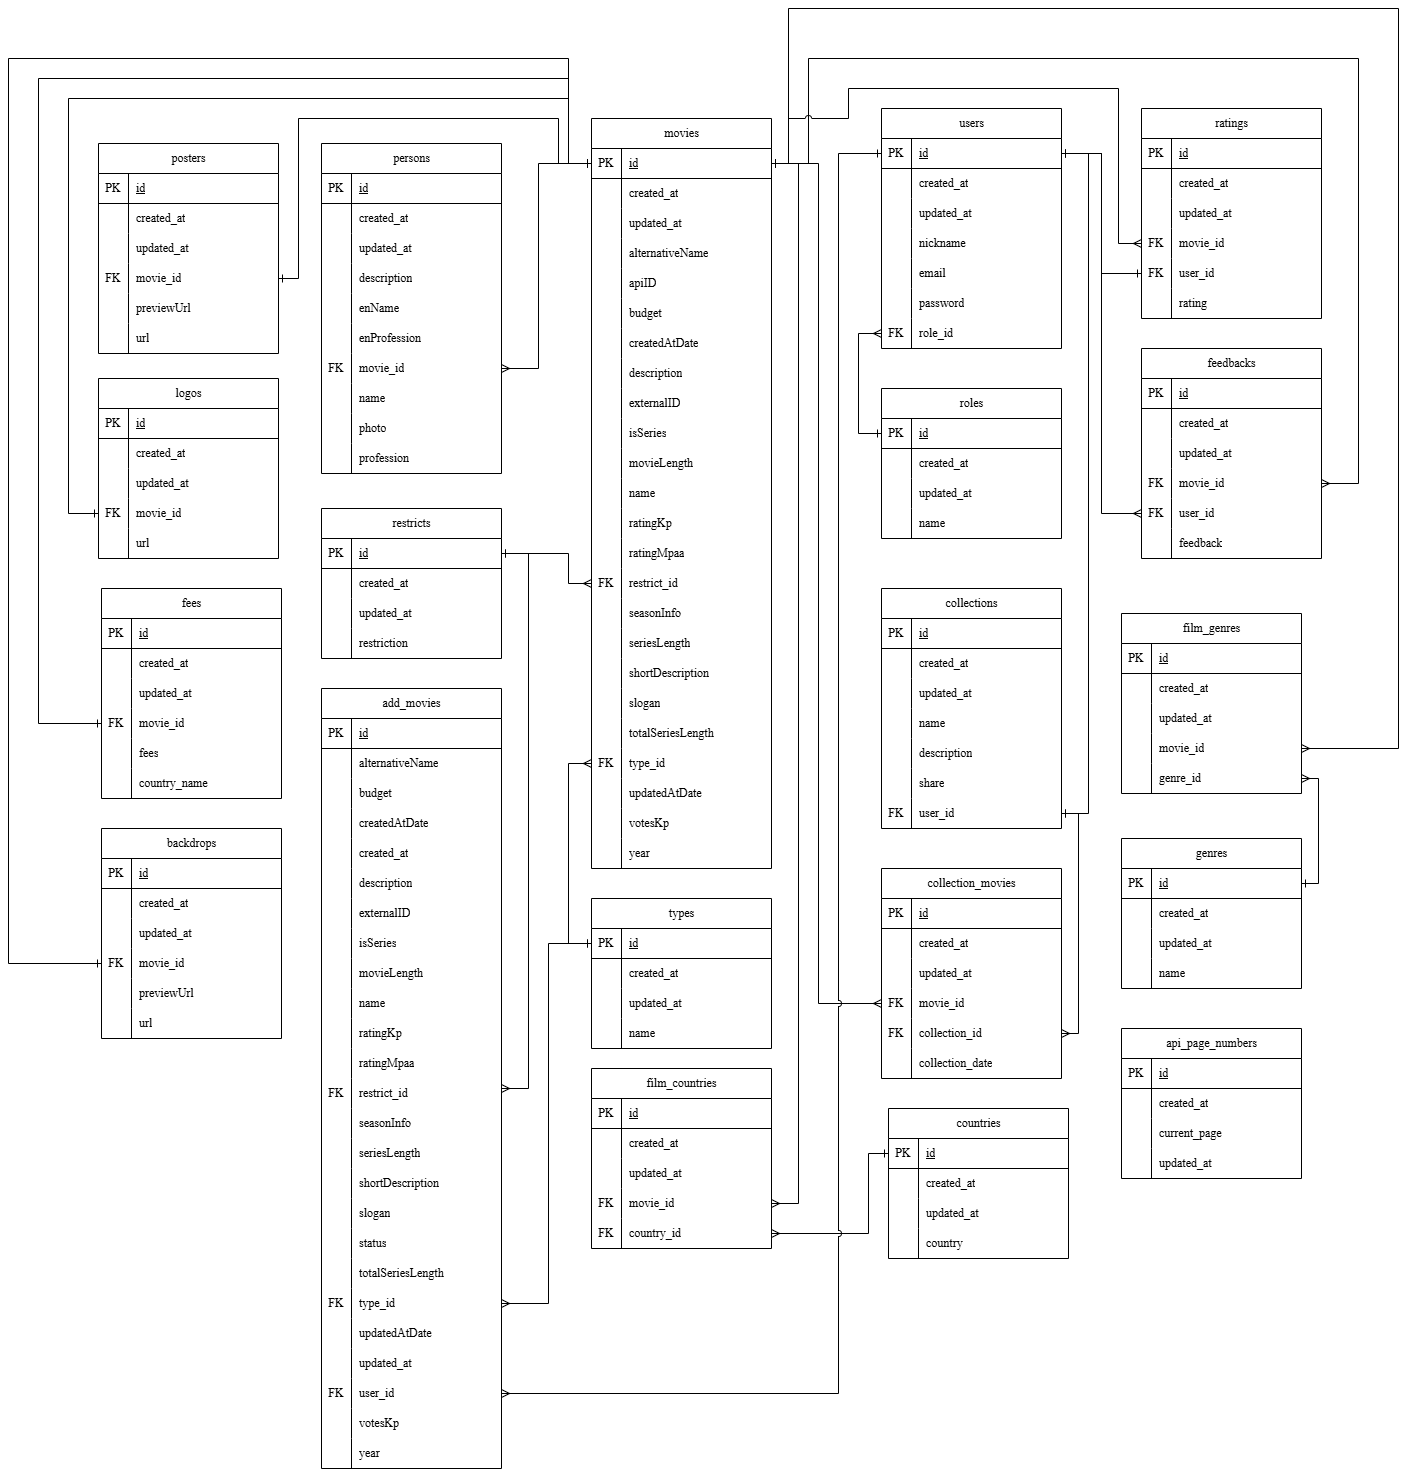 posters
PK id
created_at
updated_at
FK movie_id
previewUrl
url
logos
PK id
created_at
updated_at
FK movie_id
url
fees
PK id
created_at
updated_at
FK movie_id
fees
country_name
backdrops
PK id
created_at
updated_at
FK movie_id
previewUrl
url
persons
PK id
created_at
updated_at
description
enName
enProfession
FK movie_id
name
photo
profession
restricts
PK id
created_at
updated_at
restriction
add_movies
PK id
alternativeName
budget
createdAtDate
created_at
description
externalID
isSeries
movieLength
name
ratingKp
ratingMpaa
FK restrict_id
seasonInfo
seriesLength
shortDescription
slogan
status
totalSeriesLength
FK type_id
updatedAtDate
updated_at
FK user_id
votesKp
year
movies
PK id
created_at
updated_at
alternativeName
apiID
budget
createdAtDate
description
externalID
isSeries
movieLength
name
ratingKp
ratingMpaa
FK restrict_id
seasonInfo
seriesLength
shortDescription
slogan
totalSeriesLength
FK type_id
updatedAtDate
votesKp
year
types
PK id
created_at
updated_at
name
film_countries
PK id
created_at
updated_at
FK movie_id
FK country_id
users
PK id
created_at
updated_at
nickname
email
password
FK role_id
roles
PK id
created_at
updated_at
name
collections
PK id
created_at
updated_at
name
description
share
FK user_id
collection_movies
PK id
created_at
updated_at
FK movie_id
FK collection_id
collection_date
countries
PK id
created_at
updated_at
country
ratings
PK id
created_at
updated_at
FK movie_id
FK user_id
rating
feedbacks
PK id
created_at
updated_at
FK movie_id
FK user_id
feedback
film_genres
PK id
created_at
updated_at
movie_id
genre_id
genres
PK id
created_at
updated_at
name
api_page_numbers
PK id
created_at
current_page
updated_at